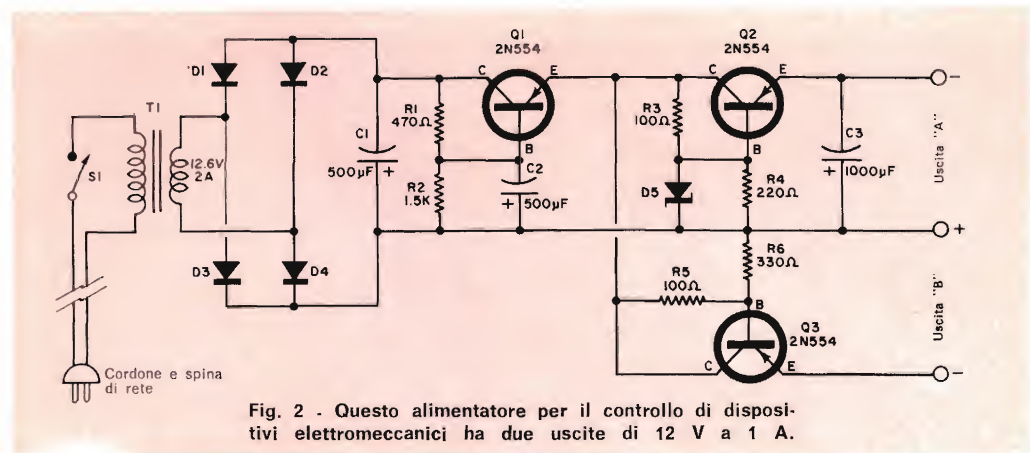 Q1
2N554
Q2
2N554
D1
D2
C
E
C
E
T1
R1
470Ω
R3
100Ω
C1
500µF
+
B
C2
+
500µF
B
C3
+
1000µF
12.6V
2A
S1
R2
1.5K
D5
R4
220Ω
D3
D4
R6
330Ω
R5
100Ω
B
Q3
2N554
C
E
−
Uscita "A"
+
Uscita "B"
−
Cordone e spina
di rete
Fig. 2 - Questo alimentatore per il controllo di disposi-
tivi elettromeccanici ha due uscite di 12 V a 1 A.